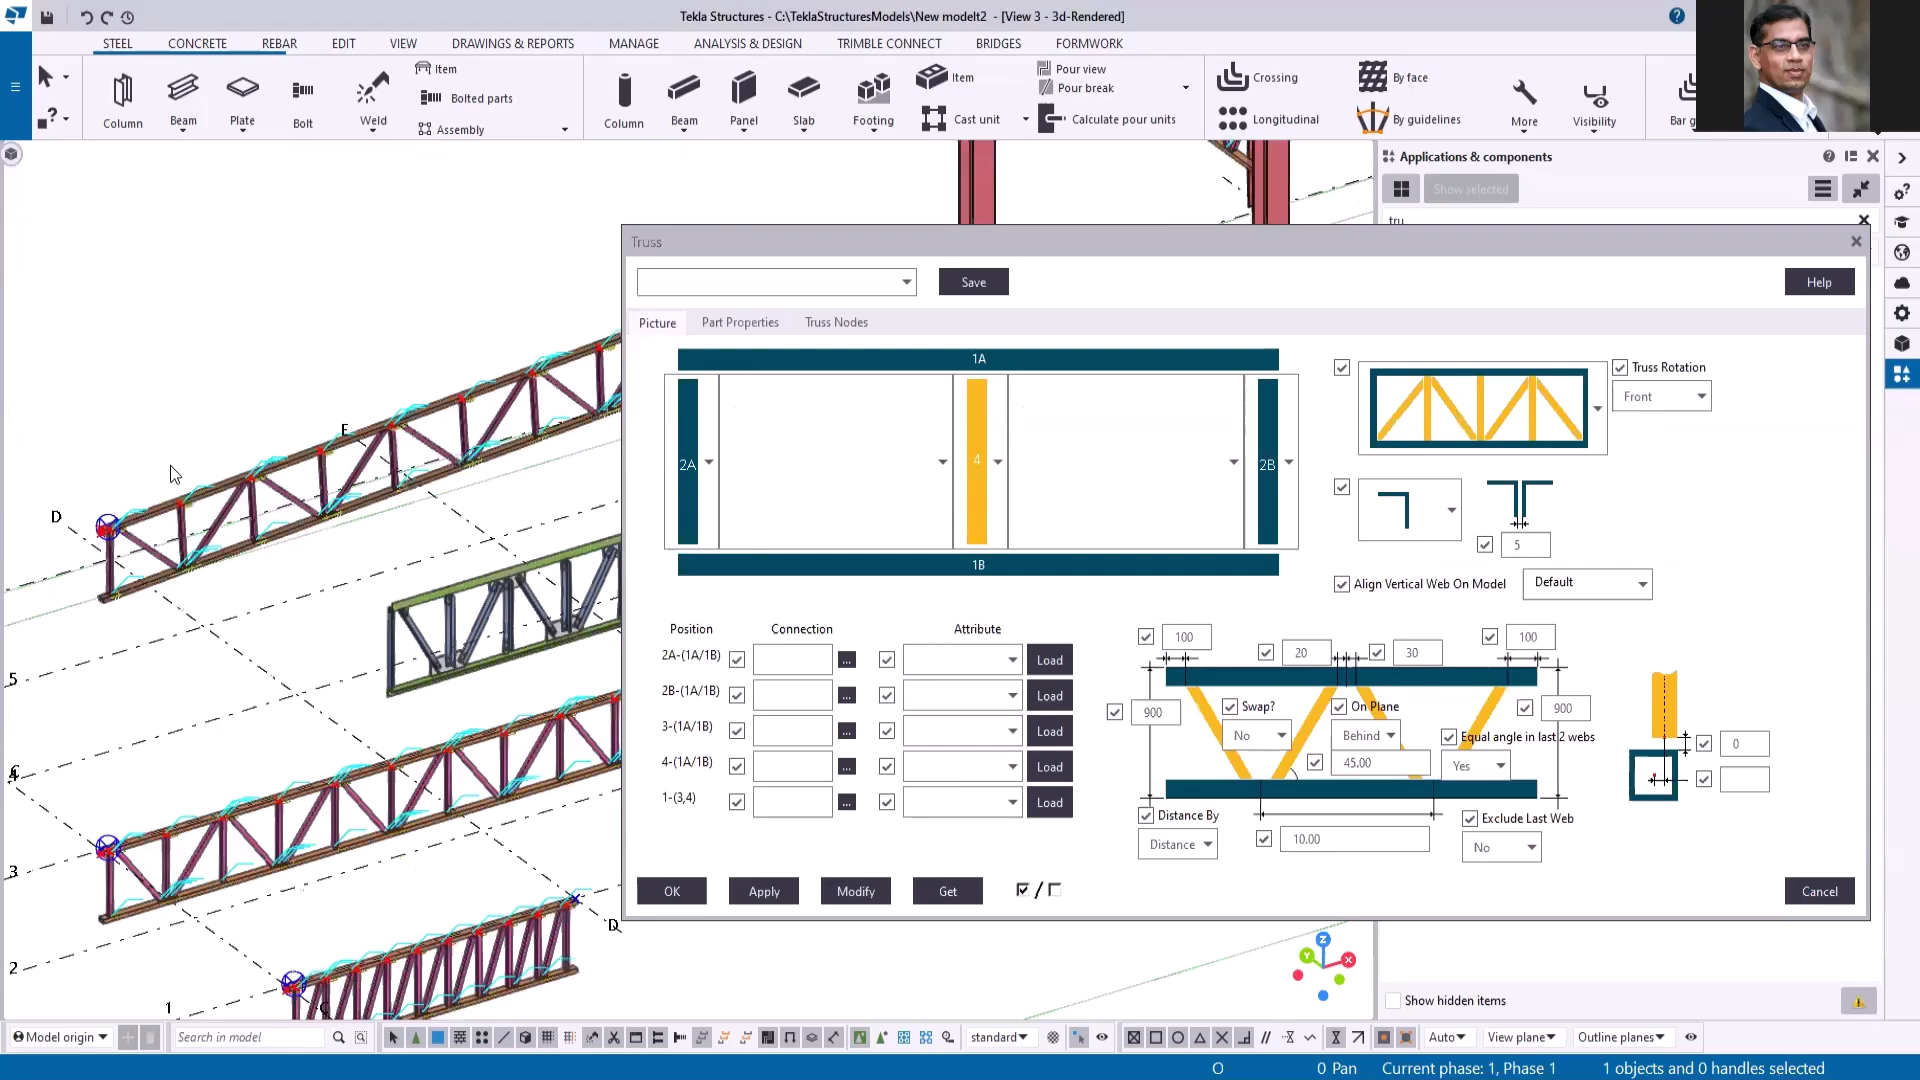 Tekla Structures - C:\TeklaStructuresModels\New modelt2 - [View 3 - 3d-Rendered]
STEEL CONCRETE REBAR EDIT VIEW DRAWINGS & REPORTS MANAGE ANALYSIS & DESIGN TRIMBLE CONNECT BRIDGES FORMWORK
Item
Bolted parts
Assembly
Column Beam Plate Bolt Weld
Column Beam Panel Slab Footing
Item
Cast unit
Pour view
Pour break
Calculate pour units
Crossing
Longitudinal
By face
By guidelines
More Visibility Bar g
Applications & components
Show selected
tru
Truss
Save Help
Picture Part Properties Truss Nodes
1A
2A 4 2B
1B
Truss Rotation
Front
5
Align Vertical Web On Model Default
Position Connection Attribute
2A-(1A/1B) ... Load
2B-(1A/1B) ... Load
3-(1A/1B) ... Load
4-(1A/1B) ... Load
1-(3,4) ... Load
100 20 30 100
900 900
Swap? No
On Plane Behind
45.00
Equal angle in last 2 webs
Yes
0
Distance By
Distance
10.00
Exclude Last Web
No
OK Apply Modify Get / Cancel
E
D
5
C
4
3
2
1
C
D
Z
Y
X
Show hidden items
Model origin Search in model standard Auto View plane Outline planes
O 0 Pan Current phase: 1, Phase 1 1 objects and 0 handles selected